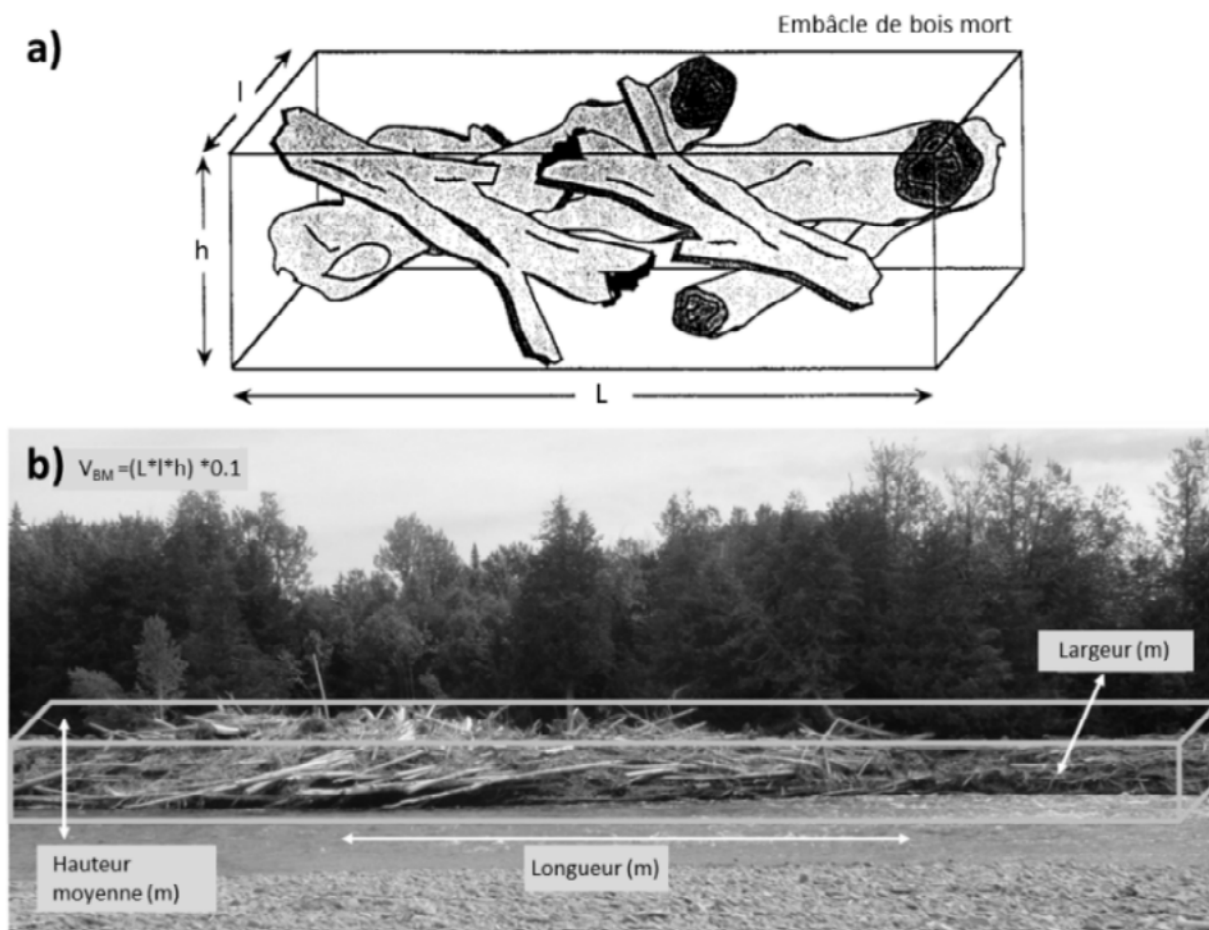 Embâcle de bois mort
a)
l
h
L
b) V_BM =(L*l*h) *0.1
Largeur (m)
Hauteur
moyenne (m)
Longueur (m)